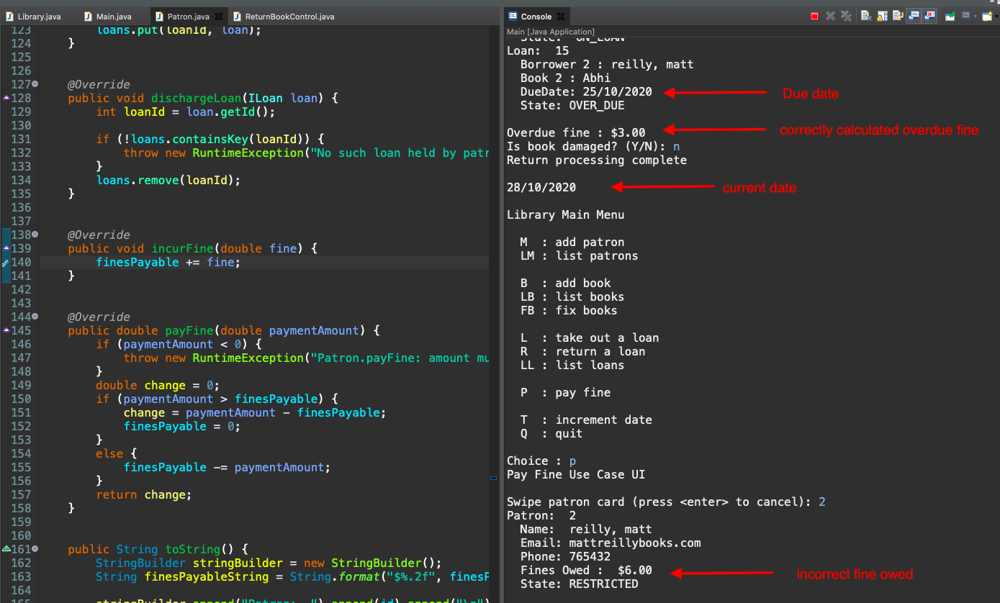 Library.java Main.java Patron.java ReturnBookControl.java
123 loans.put(loanId, loan);
124 }
125
126
127 @Override
128 public void dischargeLoan(ILoan loan) {
129 int loanId = loan.getId();
130
131 if (!loans.containsKey(loanId)) {
132 throw new RuntimeException("No such loan held by patr
133 }
134 loans.remove(loanId);
135 }
136
137
138 @Override
139 public void incurFine(double fine) {
140 finesPayable += fine;
141 }
142
143
144 @Override
145 public double payFine(double paymentAmount) {
146 if (paymentAmount < 0) {
147 throw new RuntimeException("Patron.payFine: amount mu
148 }
149 double change = 0;
150 if (paymentAmount > finesPayable) {
151 change = paymentAmount - finesPayable;
152 finesPayable = 0;
153 }
154 else {
155 finesPayable -= paymentAmount;
156 }
157 return change;
158 }
159
160
161 public String toString() {
162 StringBuilder stringBuilder = new StringBuilder();
163 String finesPayableString = String.format("$%.2f", finesP
164
165 stringBuilder.append("Patron: ").append(id).append("\n")
Console
Main [Java Application]
State: ON_LOAN
Loan: 15
Borrower 2 : reilly, matt
Book 2 : Abhi
DueDate: 25/10/2020 Due date
State: OVER_DUE
Overdue fine : $3.00 correctly calculated overdue fine
Is book damaged? (Y/N): n
Return processing complete
28/10/2020 current date
Library Main Menu
M : add patron
LM : list patrons
B : add book
LB : list books
FB : fix books
L : take out a loan
R : return a loan
LL : list loans
P : pay fine
T : increment date
Q : quit
Choice : p
Pay Fine Use Case UI
Swipe patron card (press <enter> to cancel): 2
Patron: 2
Name: reilly, matt
Email: mattreillybooks.com
Phone: 765432
Fines Owed : $6.00 incorrect fine owed
State: RESTRICTED